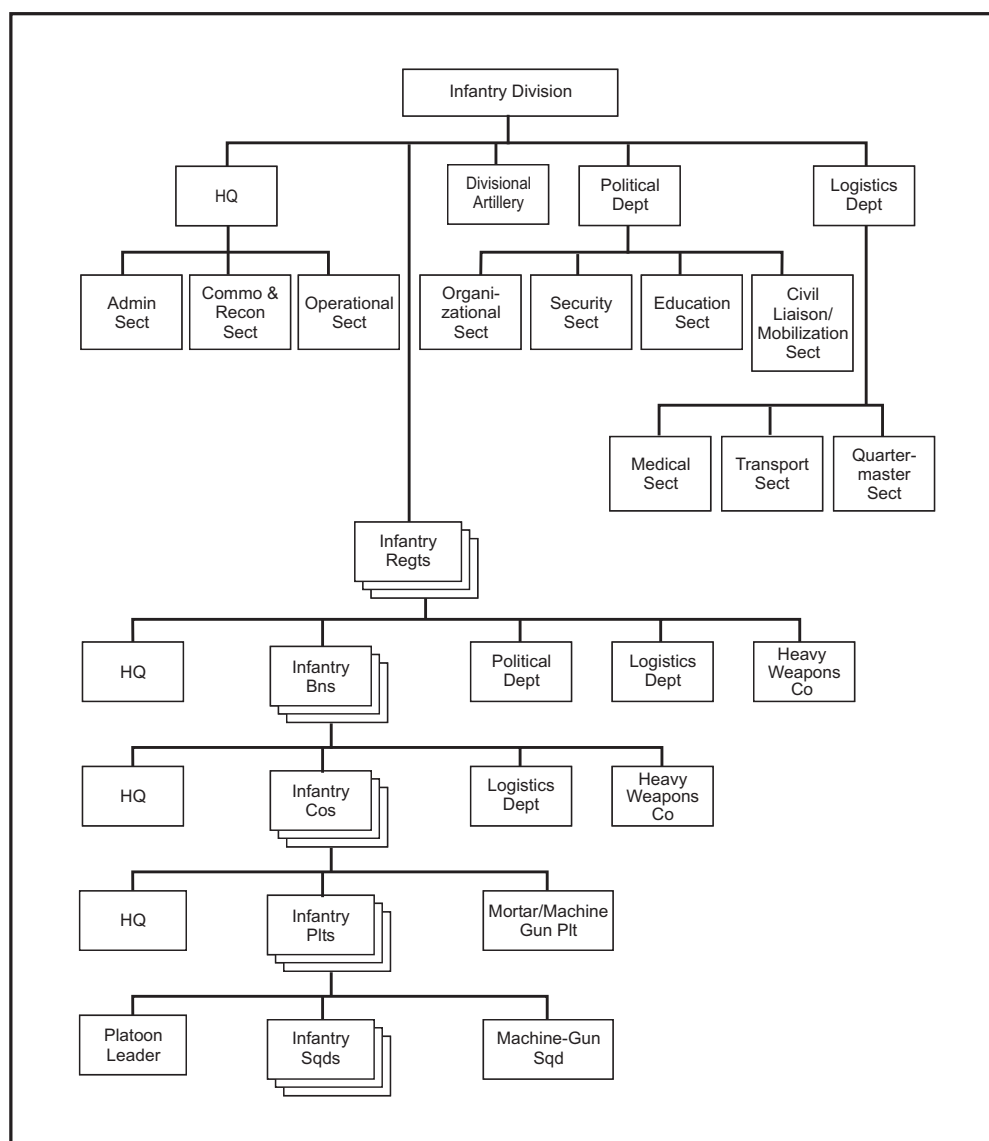 Infantry Division
HQ
Divisional
Artillery
Political
Dept
Logistics
Dept
Admin
Sect
Commo &
Recon
Sect
Operational
Sect
Organi-
zational
Sect
Security
Sect
Education
Sect
Civil
Liaison/
Mobilization
Sect
Medical
Sect
Transport
Sect
Quarter-
master
Sect
Infantry
Regts
HQ
Infantry
Bns
Political
Dept
Logistics
Dept
Heavy
Weapons
Co
HQ
Infantry
Cos
Logistics
Dept
Heavy
Weapons
Co
HQ
Infantry
Plts
Mortar/Machine
Gun Plt
Platoon
Leader
Infantry
Sqds
Machine-Gun
Sqd